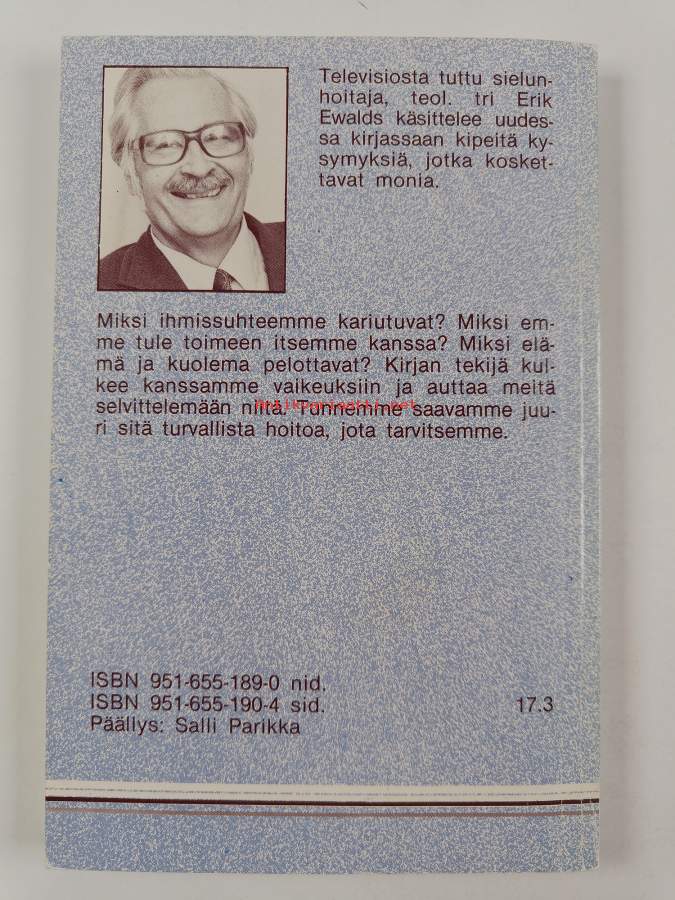 Televisiosta tuttu sielun-
hoitaja, teol. tri Erik
Ewalds käsittelee uudes-
sa kirjassaan kipeitä ky-
symyksiä, jotka kosket-
tavat monia.
Miksi ihmissuhteemme kariutuvat? Miksi em-
me tule toimeen itsemme kanssa? Miksi elä-
mä ja kuolema pelottavat? Kirjan tekijä kul-
kee kanssamme vaikeuksiin ja auttaa meitä
selvittelemään niitä. Tunnemme saavamme juu-
ri sitä turvallista hoitoa, jota tarvitsemme.
Antikvariaatti.net
ISBN 951-655-189-0 nid.
ISBN 951-655-190-4 sid.
Päällys: Salli Parikka
17.3